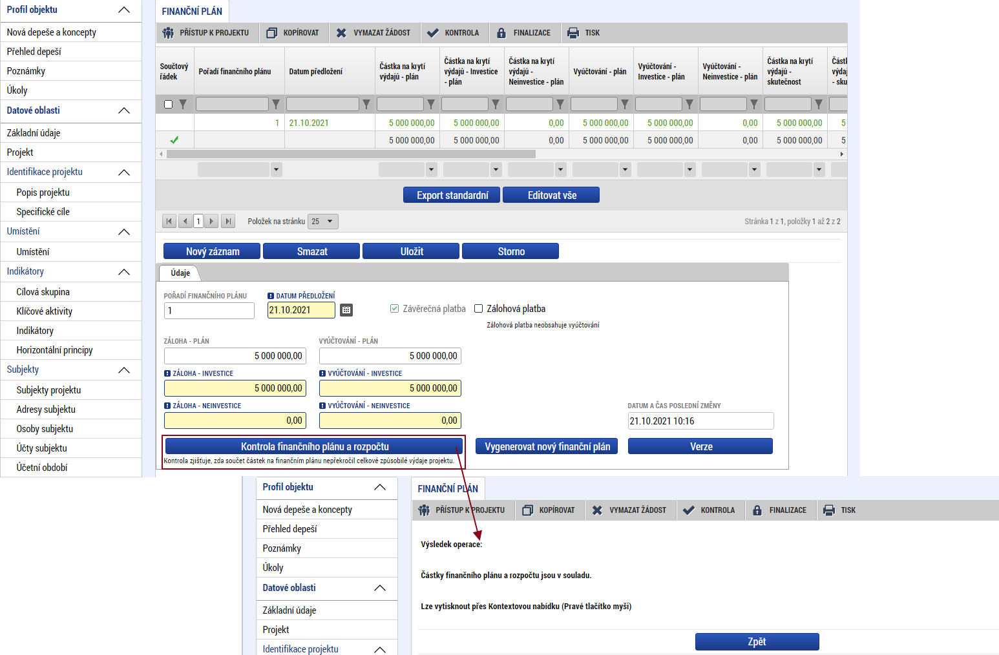 Profil objektu
Nová depeše a koncepty
Přehled depeší
Poznámky
Úkoly
Datové oblasti
Základní údaje
Projekt
Identifikace projektu
Popis projektu
Specifické cíle
Umístění
Umístění
Indikátory
Cílová skupina
Klíčové aktivity
Indikátory
Horizontální principy
Subjekty
Subjekty projektu
Adresy subjektu
Osoby subjektu
Účty subjektu
Účetní období
FINANČNÍ PLÁN
PŘÍSTUP K PROJEKTU KOPÍROVAT VYMAZAT ŽÁDOST KONTROLA FINALIZACE TISK
Součtový řádek
Pořadí finančního plánu
Datum předložení
Částka na krytí výdajů - plán
Částka na krytí výdajů - Investice - plán
Částka na krytí výdajů - Neinvestice - plán
Vyúčtování - plán
Vyúčtování - Investice - plán
Vyúčtování - Neinvestice - plán
Částka na krytí výdajů - skutečnost
1 21.10.2021 5 000 000,00 5 000 000,00 0,00 5 000 000,00 5 000 000,00 0,00 5 000 000,00 5
5 000 000,00 5 000 000,00 0,00 5 000 000,00 5 000 000,00 0,00 5 000 000,00 5
Export standardní Editovat vše
1 Položek na stránku 25 Stránka 1 z 1, položky 1 až 2 z 2
Nový záznam Smazat Uložit Storno
Údaje
POŘADÍ FINANČNÍHO PLÁNU DATUM PŘEDLOŽENÍ
1 21.10.2021 Závěrečná platba Zálohová platba
Zálohová platba neobsahuje vyúčtování
ZÁLOHA - PLÁN VYÚČTOVÁNÍ - PLÁN
5 000 000,00 5 000 000,00
ZÁLOHA - INVESTICE VYÚČTOVÁNÍ - INVESTICE
5 000 000,00 5 000 000,00
ZÁLOHA - NEINVESTICE VYÚČTOVÁNÍ - NEINVESTICE DATUM A ČAS POSLEDNÍ ZMĚNY
0,00 0,00 21.10.2021 10:16
Kontrola finančního plánu a rozpočtu Vygenerovat nový finanční plán Verze
Kontrola zjišťuje, zda součet částek na finančním plánu nepřekročil celkové způsobilé výdaje projektu.
Profil objektu
Nová depeše a koncepty
Přehled depeší
Poznámky
Úkoly
Datové oblasti
Základní údaje
Projekt
Identifikace projektu
FINANČNÍ PLÁN
PŘÍSTUP K PROJEKTU KOPÍROVAT VYMAZAT ŽÁDOST KONTROLA FINALIZACE TISK
Výsledek operace:
Částky finančního plánu a rozpočtu jsou v souladu.
Lze vytisknout přes Kontextovou nabídku (Pravé tlačítko myši)
Zpět